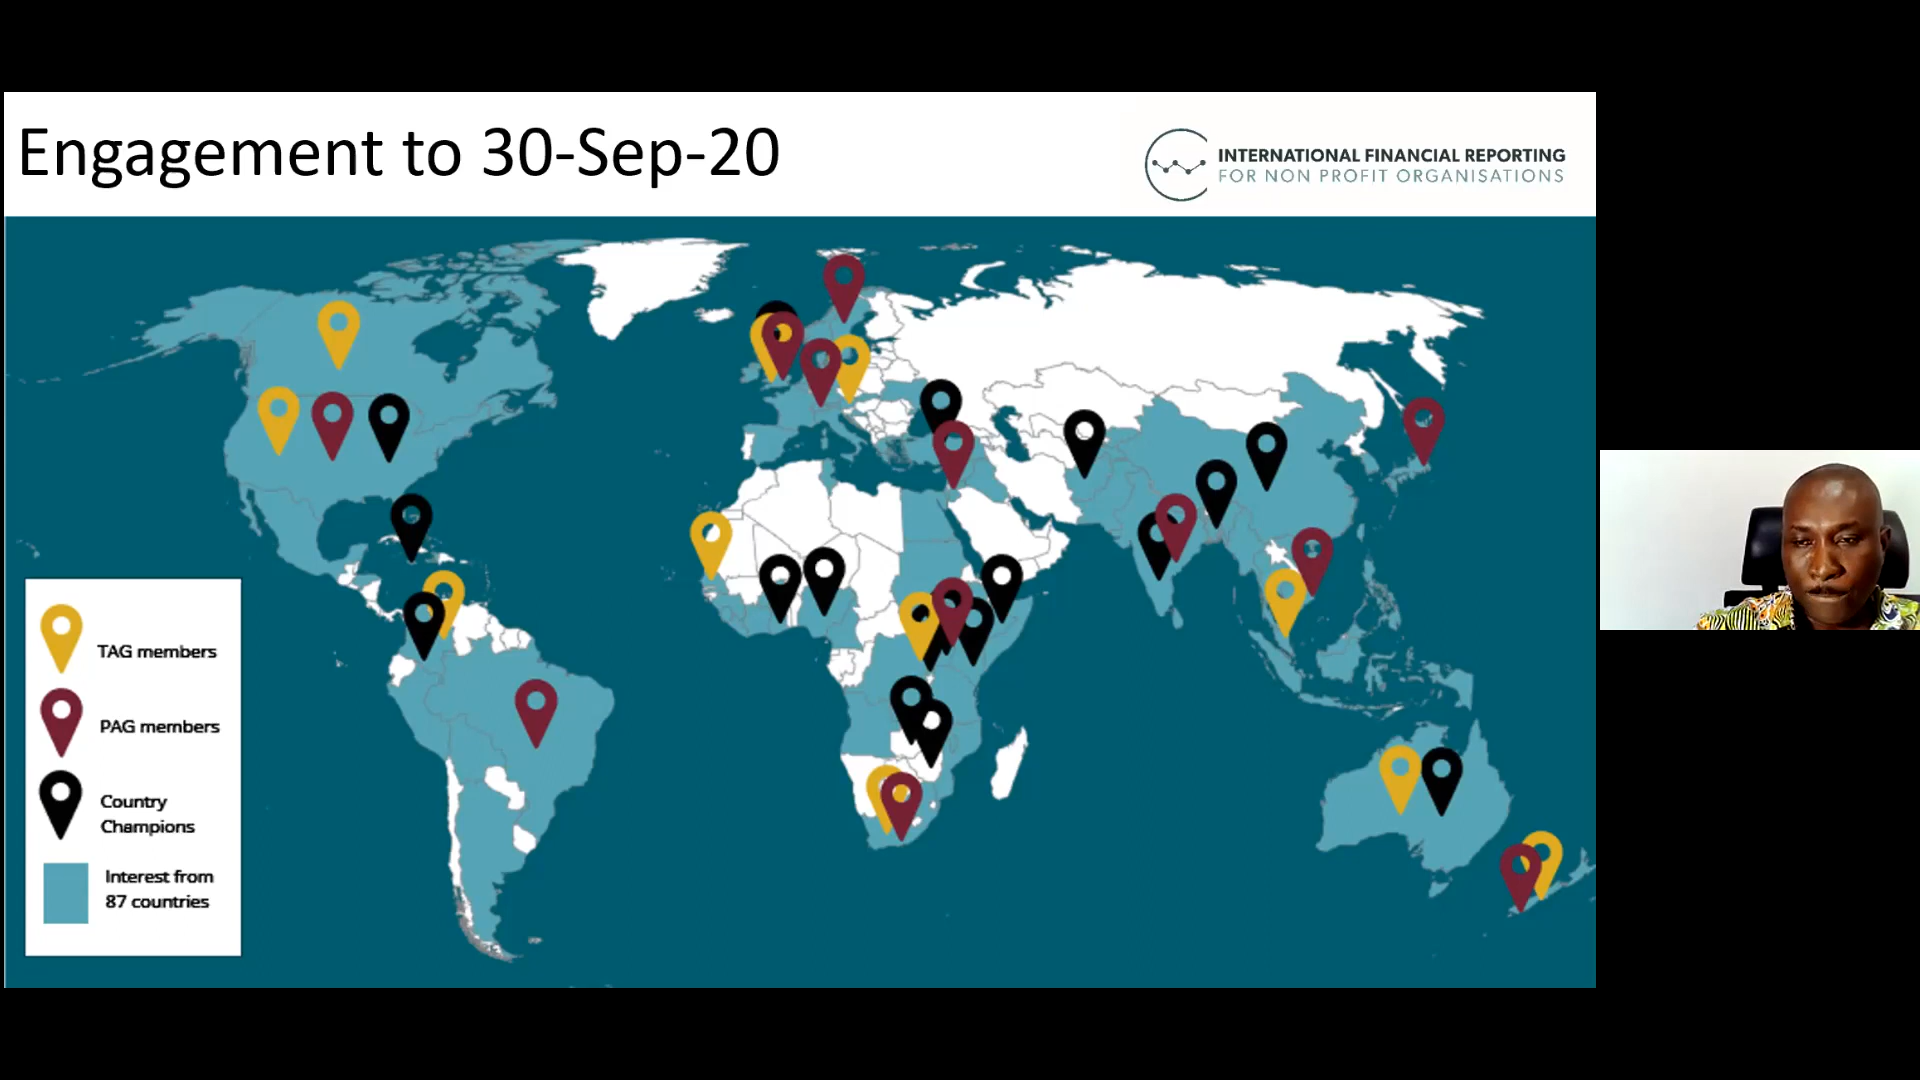 Engagement to 30-Sep-20
INTERNATIONAL FINANCIAL REPORTING
FOR NON PROFIT ORGANISATIONS
TAG members
PAG members
Country
Champions
Interest from
87 countries